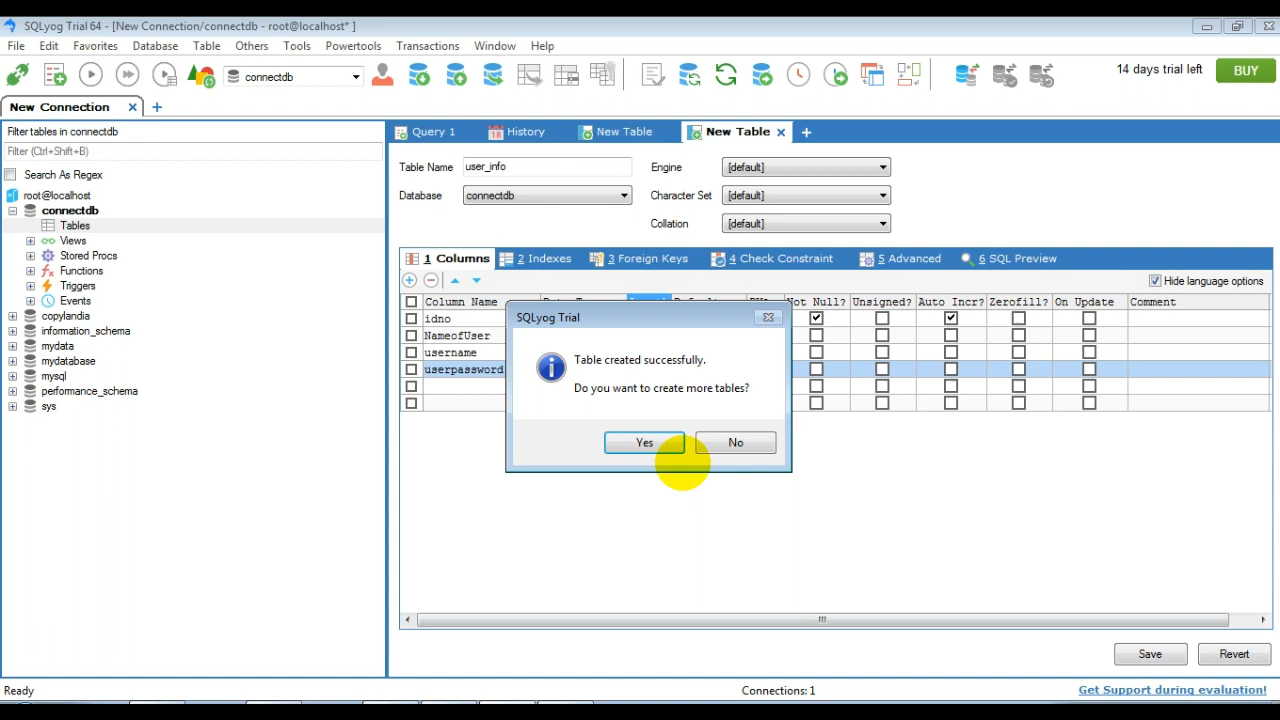 SQLyog Trial 64 - [New Connection/connectdb - root@localhost* ]
File Edit Favorites Database Table Others Tools Powertools Transactions Window Help
connectdb
14 days trial left
BUY
New Connection
Filter tables in connectdb
Filter (Ctrl+Shift+B)
Search As Regex
root@localhost
connectdb
Tables
Views
Stored Procs
Functions
Triggers
Events
copylandia
information_schema
mydata
mydatabase
mysql
performance_schema
sys
Query 1 History New Table New Table
Table Name user_info Engine [default]
Database connectdb Character Set [default]
Collation [default]
1 Columns 2 Indexes 3 Foreign Keys 4 Check Constraint 5 Advanced 6 SQL Preview
Hide language options
Column Name Not Null? Unsigned? Auto Incr? Zerofill? On Update Comment
idno
NameofUser
username
userpassword
SQLyog Trial
Table created successfully.
Do you want to create more tables?
Yes No
Save Revert
Ready Connections: 1 Get Support during evaluation!